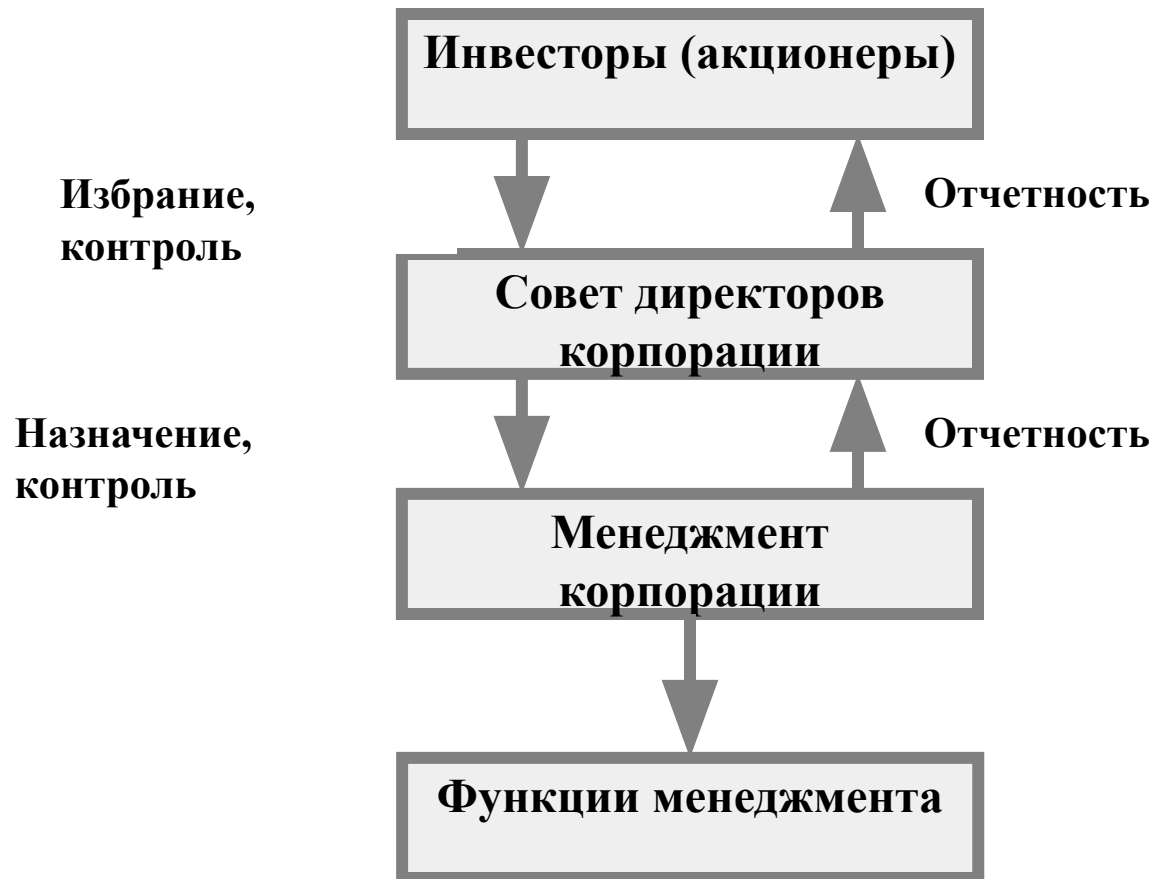 Инвесторы (акционеры)
Избрание,
контроль
Отчетность
Совет директоров
корпорации
Назначение,
контроль
Отчетность
Менеджмент
корпорации
Функции менеджмента